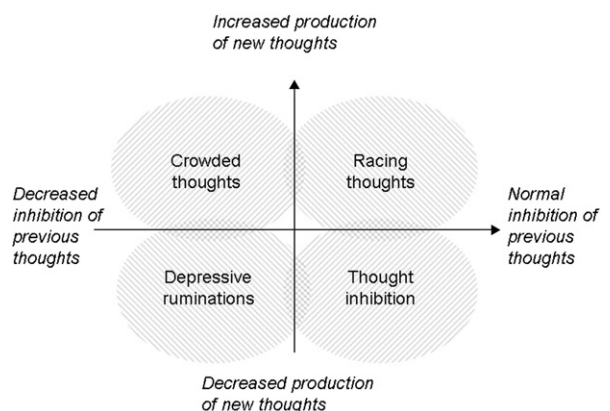 Increased production
of new thoughts
Crowded
thoughts
Racing
thoughts
Decreased
inhibition of
previous
thoughts
Normal
inhibition of
previous
thoughts
Depressive
ruminations
Thought
inhibition
Decreased production
of new thoughts